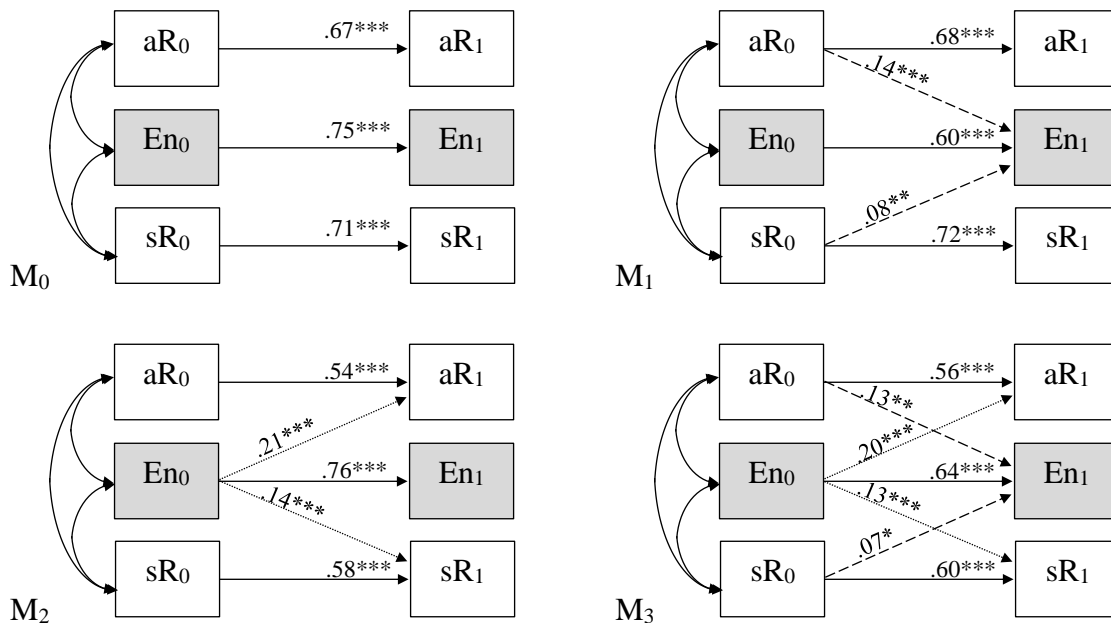 aR₀ .67*** aR₁
En₀ .75*** En₁
sR₀ .71*** sR₁
M₀
aR₀ .68*** aR₁
.14***
En₀ .60*** En₁
.08**
sR₀ .72*** sR₁
M₁
aR₀ .54*** aR₁
.21***
En₀ .76*** En₁
.14***
sR₀ .58*** sR₁
M₂
aR₀ .56*** aR₁
.13**
.20***
En₀ .64*** En₁
.13***
.07*
sR₀ .60*** sR₁
M₃